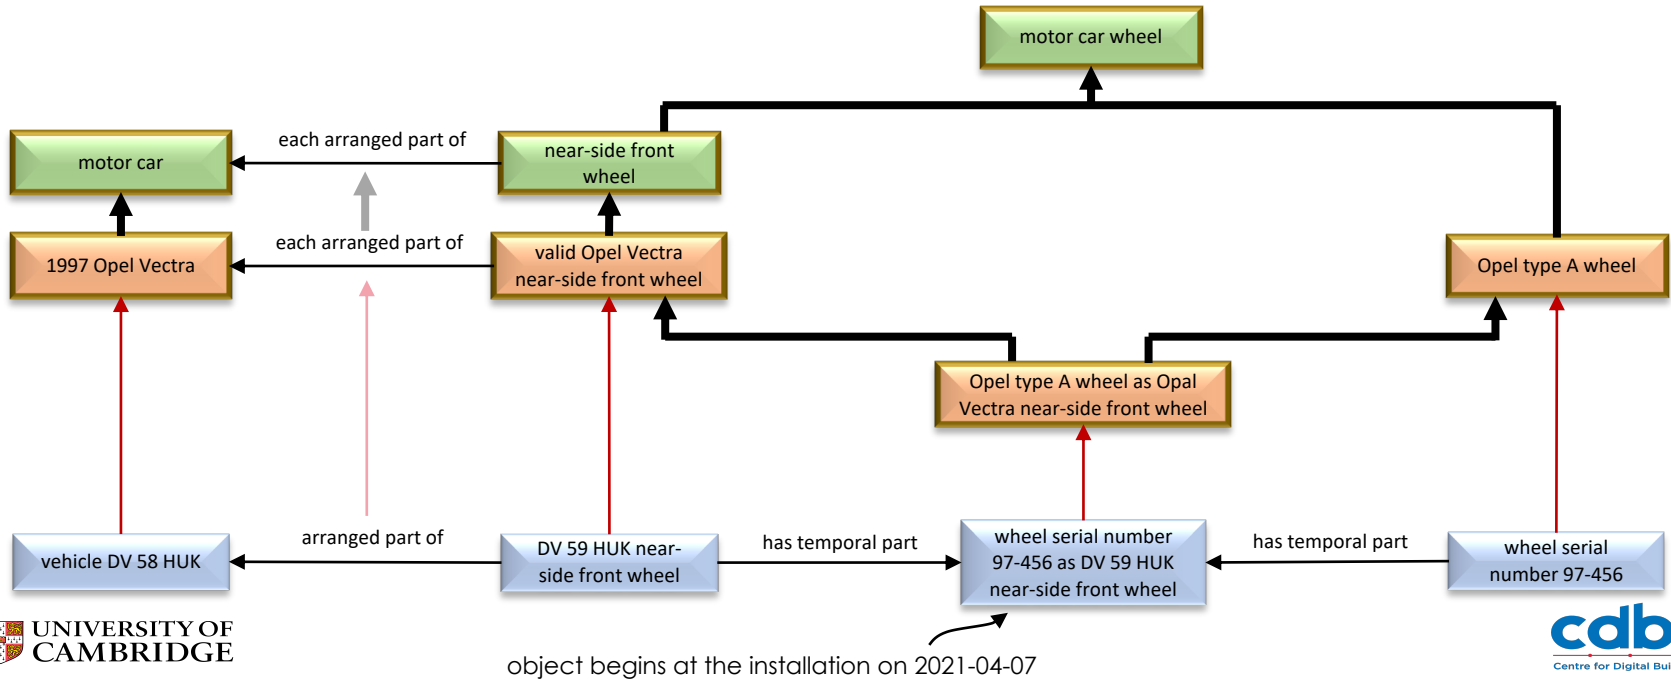 motor car wheel
each arranged part of
motor car
near-side front
wheel
each arranged part of
1997 Opel Vectra
valid Opel Vectra
near-side front wheel
Opel type A wheel
Opel type A wheel as Opal
Vectra near-side front wheel
arranged part of
vehicle DV 58 HUK
DV 59 HUK near-
side front wheel
has temporal part
wheel serial number
97-456 as DV 59 HUK
near-side front wheel
has temporal part
wheel serial
number 97-456
UNIVERSITY OF
CAMBRIDGE
object begins at the installation on 2021-04-07
cdb
Centre for Digital Bui